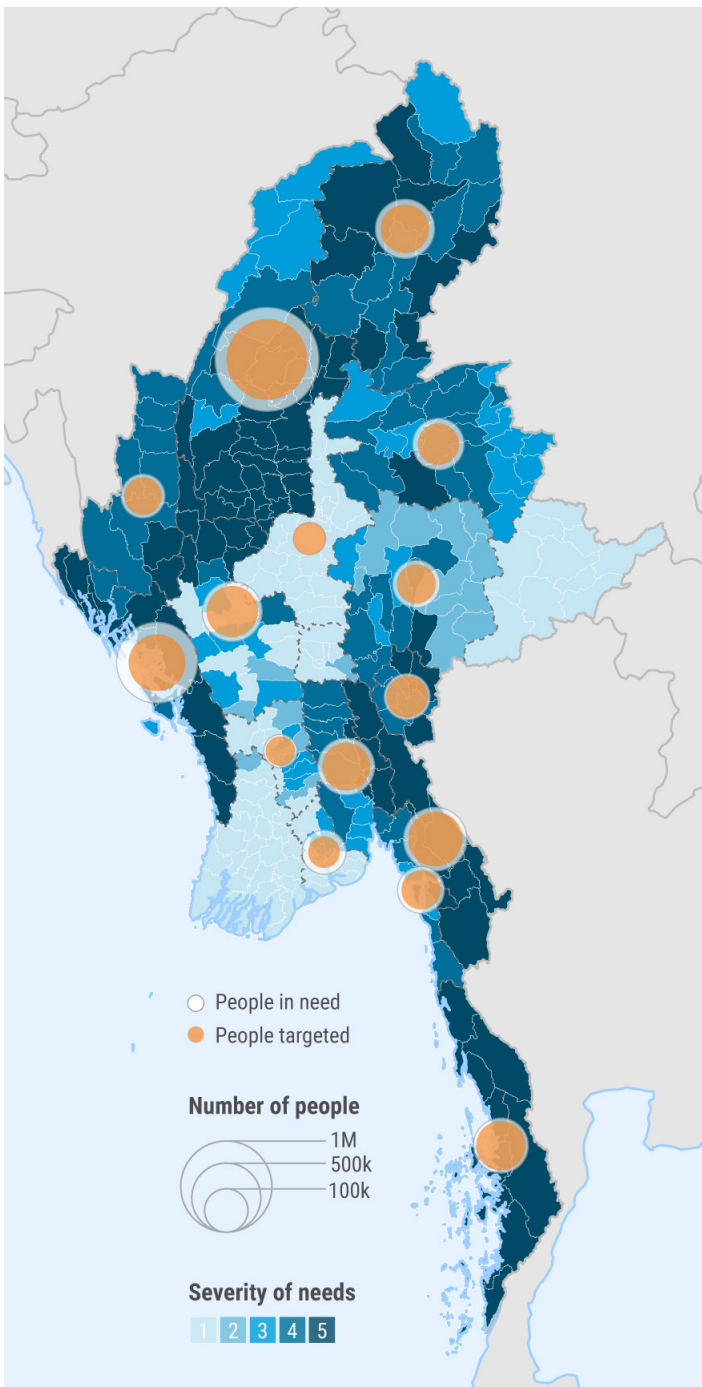 People in need
People targeted
Number of people
1M
500k
100k
Severity of needs
1 2 3 4 5